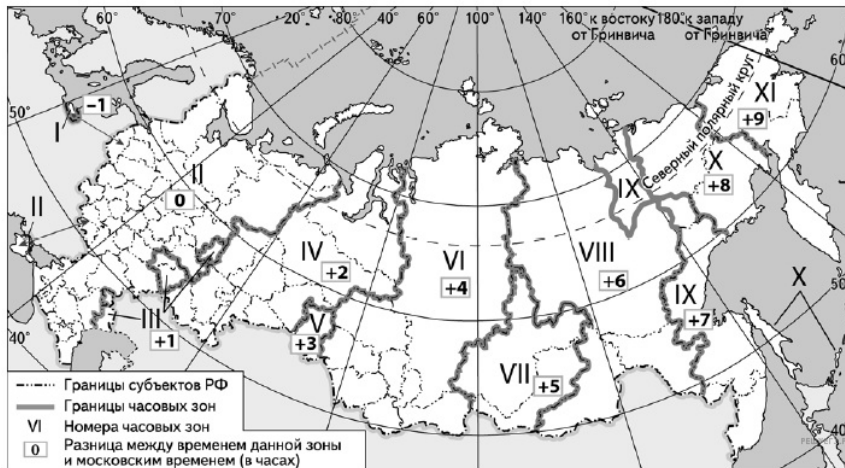 60° 20° 80° 100° 140° 160° к востоку 180° к западу
от Гринвича от Гринвича
60
50°
−1
I
II
0
II
40°
III
+1
IV
+2
V
+3
VI
+4
VII
+5
VIII
+6
IX
IX
+7
X
+8
XI
+9
Северный полярный круг
X
50
40
Границы субъектов РФ
Границы часовых зон
VI Номера часовых зон
0 Разница между временем данной зоны
и московским временем (в часах)